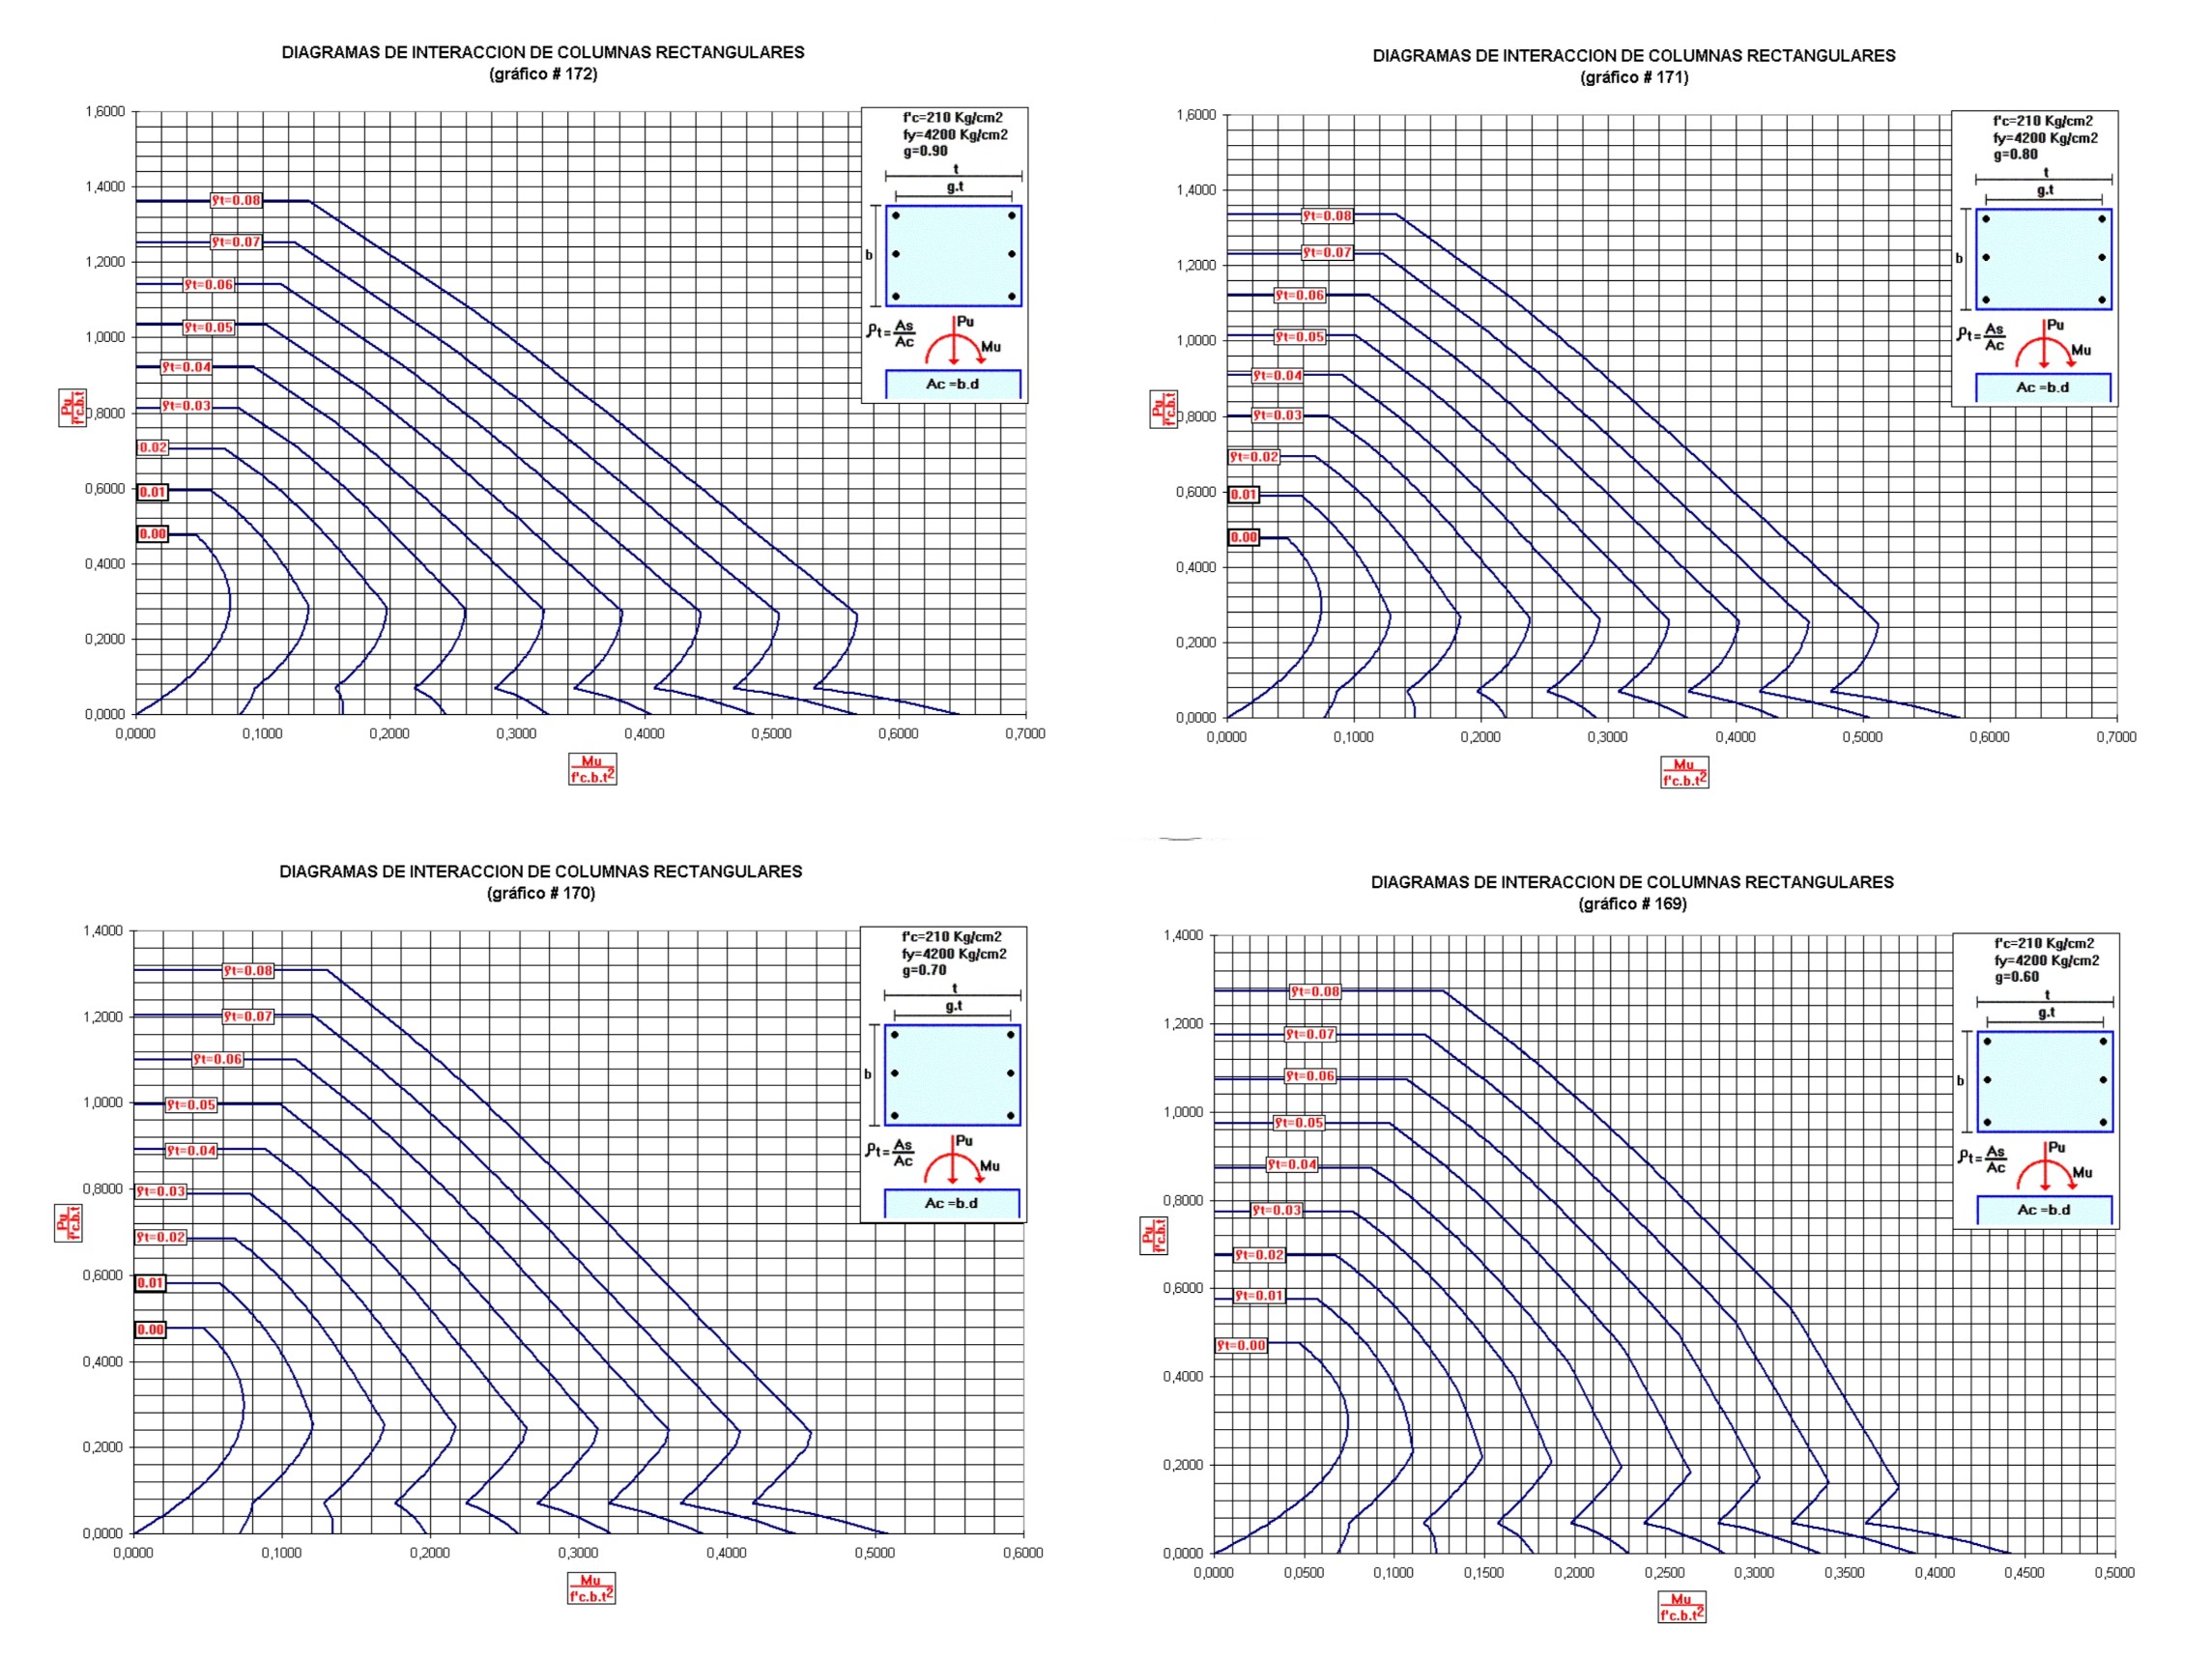 DIAGRAMAS DE INTERACCION DE COLUMNAS RECTANGULARES
(gráfico # 172)
1,6000
1,4000
1,2000
1,0000
0,8000
0,6000
0,4000
0,2000
0,0000
Pu
f'c.b.t
ρt=0.08
ρt=0.07
ρt=0.06
ρt=0.05
ρt=0.04
ρt=0.03
0.02
0.01
0.00
0,0000 0,1000 0,2000 0,3000 0,4000 0,5000 0,6000 0,7000
Mu
f'c.b.t2
f'c=210 Kg/cm2
fy=4200 Kg/cm2
g=0.90
t
g.t
b
ρt=As
Ac
Pu
Mu
Ac =b.d
DIAGRAMAS DE INTERACCION DE COLUMNAS RECTANGULARES
(gráfico # 171)
1,6000
1,4000
1,2000
1,0000
0,8000
0,6000
0,4000
0,2000
0,0000
Pu
f'c.b.t
ρt=0.08
ρt=0.07
ρt=0.06
ρt=0.05
ρt=0.04
ρt=0.03
ρt=0.02
0.01
0.00
0,0000 0,1000 0,2000 0,3000 0,4000 0,5000 0,6000 0,7000
Mu
f'c.b.t2
f'c=210 Kg/cm2
fy=4200 Kg/cm2
g=0.80
t
g.t
b
ρt=As
Ac
Pu
Mu
Ac =b.d
DIAGRAMAS DE INTERACCION DE COLUMNAS RECTANGULARES
(gráfico # 170)
1,4000
1,2000
1,0000
0,8000
0,6000
0,4000
0,2000
0,0000
Pu
f'c.b.t
ρt=0.08
ρt=0.07
ρt=0.06
ρt=0.05
ρt=0.04
ρt=0.03
ρt=0.02
0.01
0.00
0,0000 0,1000 0,2000 0,3000 0,4000 0,5000 0,6000
Mu
f'c.b.t2
f'c=210 Kg/cm2
fy=4200 Kg/cm2
g=0.70
t
g.t
b
ρt=As
Ac
Pu
Mu
Ac =b.d
DIAGRAMAS DE INTERACCION DE COLUMNAS RECTANGULARES
(gráfico # 169)
1,4000
1,2000
1,0000
0,8000
0,6000
0,4000
0,2000
0,0000
Pu
f'c.b.t
ρt=0.08
ρt=0.07
ρt=0.06
ρt=0.05
ρt=0.04
ρt=0.03
ρt=0.02
ρt=0.01
ρt=0.00
0,0000 0,0500 0,1000 0,1500 0,2000 0,2500 0,3000 0,3500 0,4000 0,4500 0,5000
Mu
f'c.b.t2
f'c=210 Kg/cm2
fy=4200 Kg/cm2
g=0.60
t
g.t
b
ρt=As
Ac
Pu
Mu
Ac =b.d